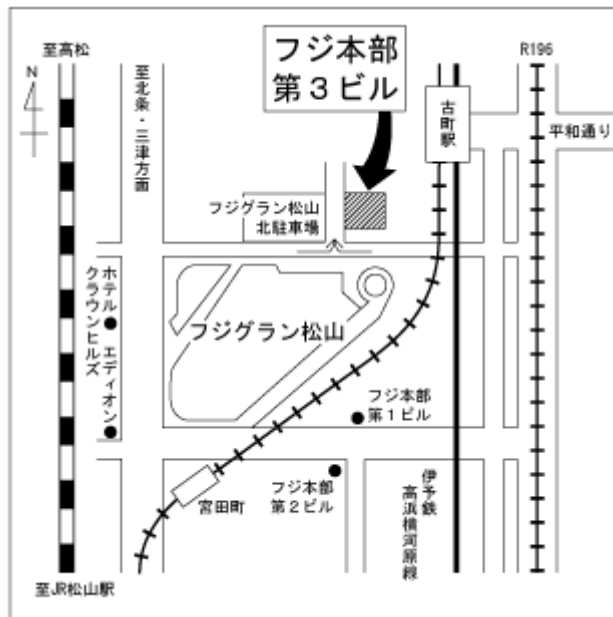 至高松
N
至北条・三津方面
フジ本部
第3ビル
R196
古町駅
平和通り
フジグラン松山
北駐車場
ホテル
クラウンヒルズ
エディオン
フジグラン松山
フジ本部
第1ビル
フジ本部
第2ビル
宮田町
伊予鉄
高浜横河原線
至JR松山駅